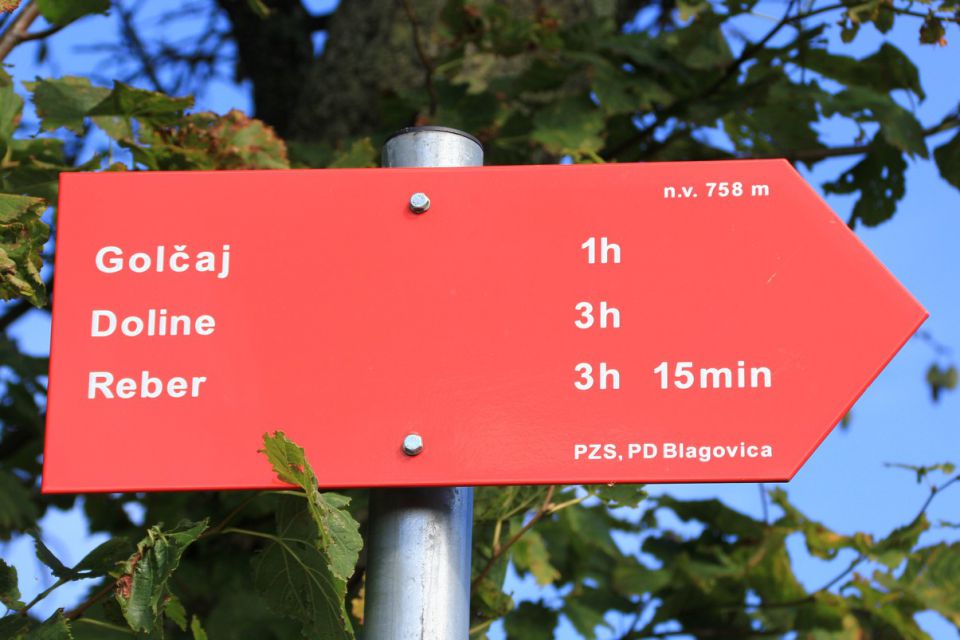 n.v. 758 m
Golčaj 1h
Doline 3h
Reber 3h 15min
PZS, PD Blagovica